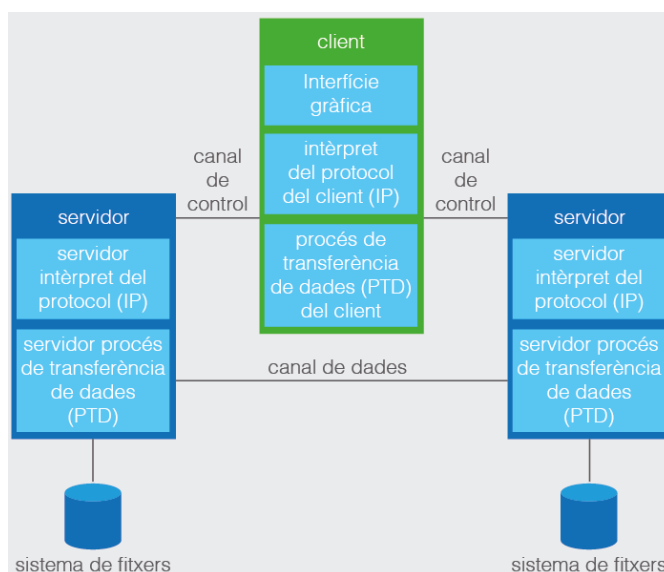 client
Interfície
gràfica
intèrpret
del protocol
del client (IP)
procés de
transferència
de dades (PTD)
del client
canal
de
control
canal
de
control
servidor
servidor
intèrpret del
protocol (IP)
servidor procés
de transferència
de dades
(PTD)
sistema de fitxers
canal de dades
servidor
servidor
intèrpret del
protocol (IP)
servidor procés
de transferència
de dades
(PTD)
sistema de fitxers